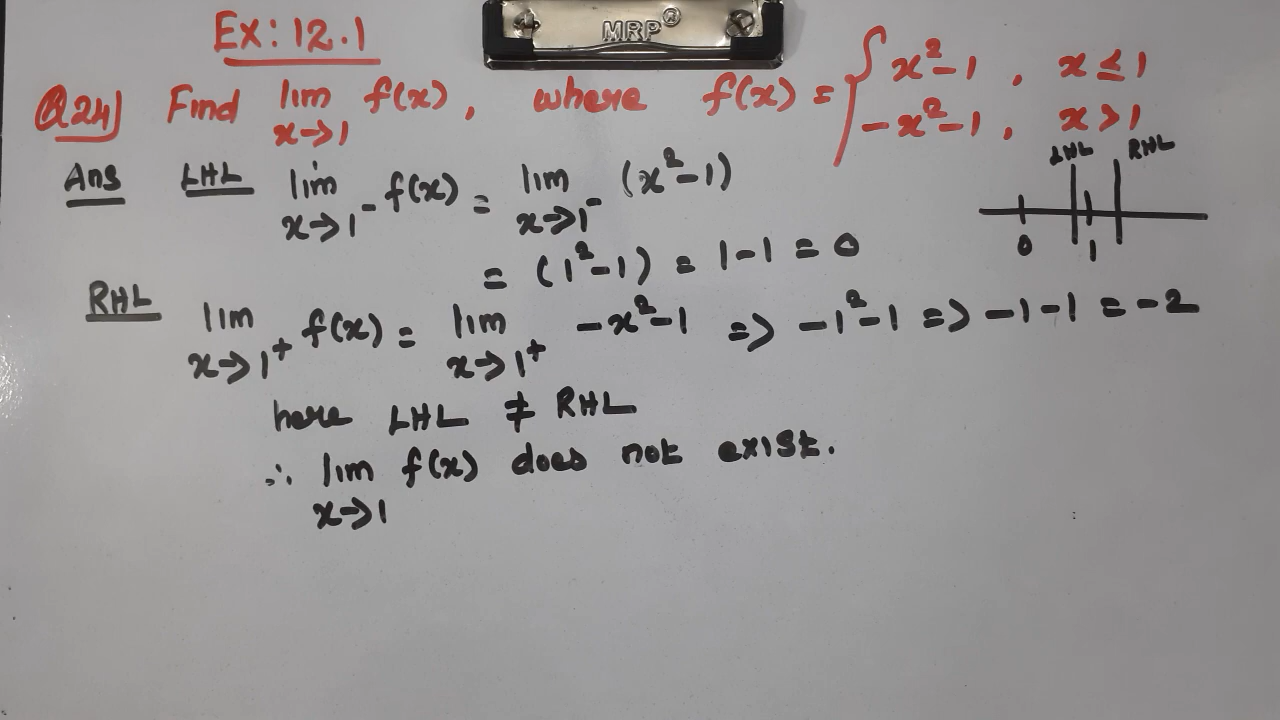 MRP®
Ex: 12.1
Q24) Find lim x→1 f(x), where f(x) = { x²-1 , x ≤ 1
-x²-1 , x > 1
Ans LHL lim x→1⁻ f(x) = lim x→1⁻ (x²-1)
LHL RHL
0 1
= (1²-1) = 1-1 = 0
RHL lim x→1⁺ f(x) = lim x→1⁺ -x²-1 => -1²-1 => -1-1 = -2
here LHL ≠ RHL
∴ lim x→1 f(x) does not exist.